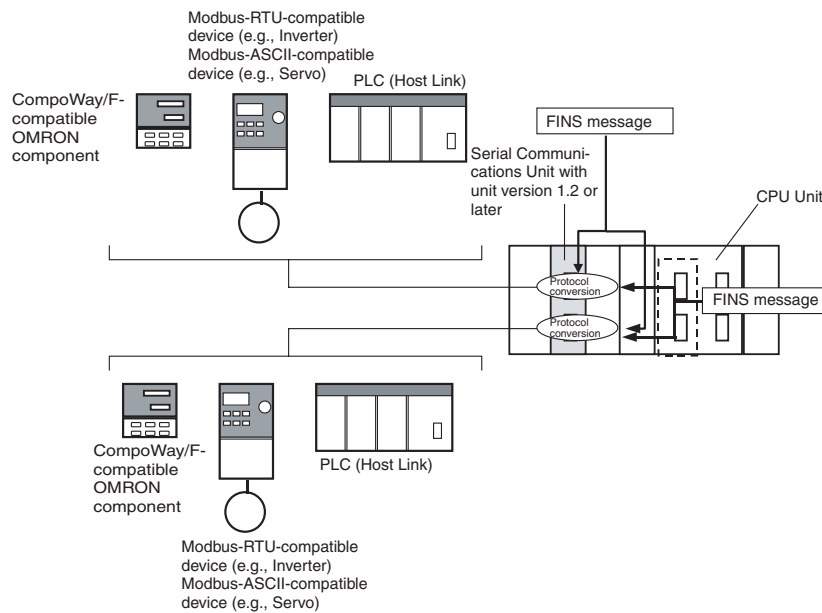 Modbus-RTU-compatible
device (e.g., Inverter)
Modbus-ASCII-compatible
device (e.g., Servo)
PLC (Host Link)
CompoWay/F-
compatible
OMRON
component
FINS message
Serial Communi-
cations Unit with
unit version 1.2 or
later
CPU Unit
Protocol
conversion
FINS message
Protocol
conversion
CompoWay/F-
compatible
OMRON
component
PLC (Host Link)
Modbus-RTU-compatible
device (e.g., Inverter)
Modbus-ASCII-compatible
device (e.g., Servo)